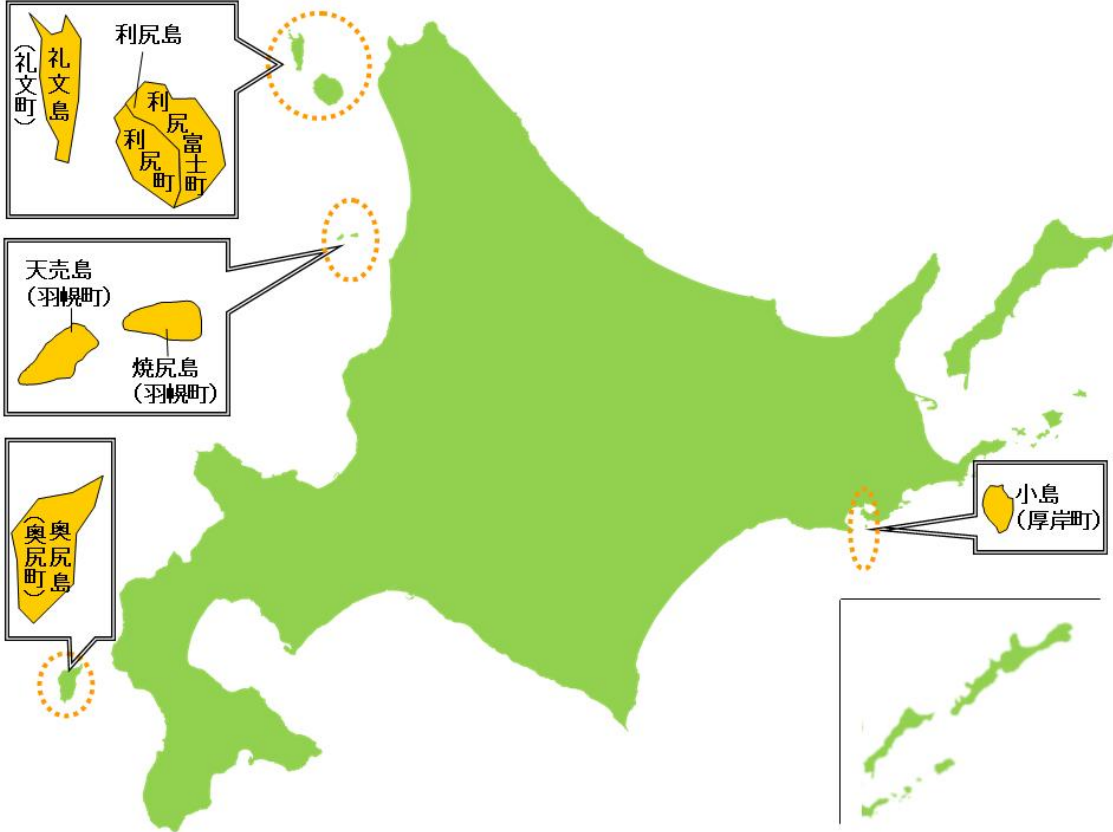 礼文島
(礼文町)
利尻島
利尻富士町
利尻町
天売島
(羽幌町)
焼尻島
(羽幌町)
奥尻島
(奥尻町)
小島
(厚岸町)